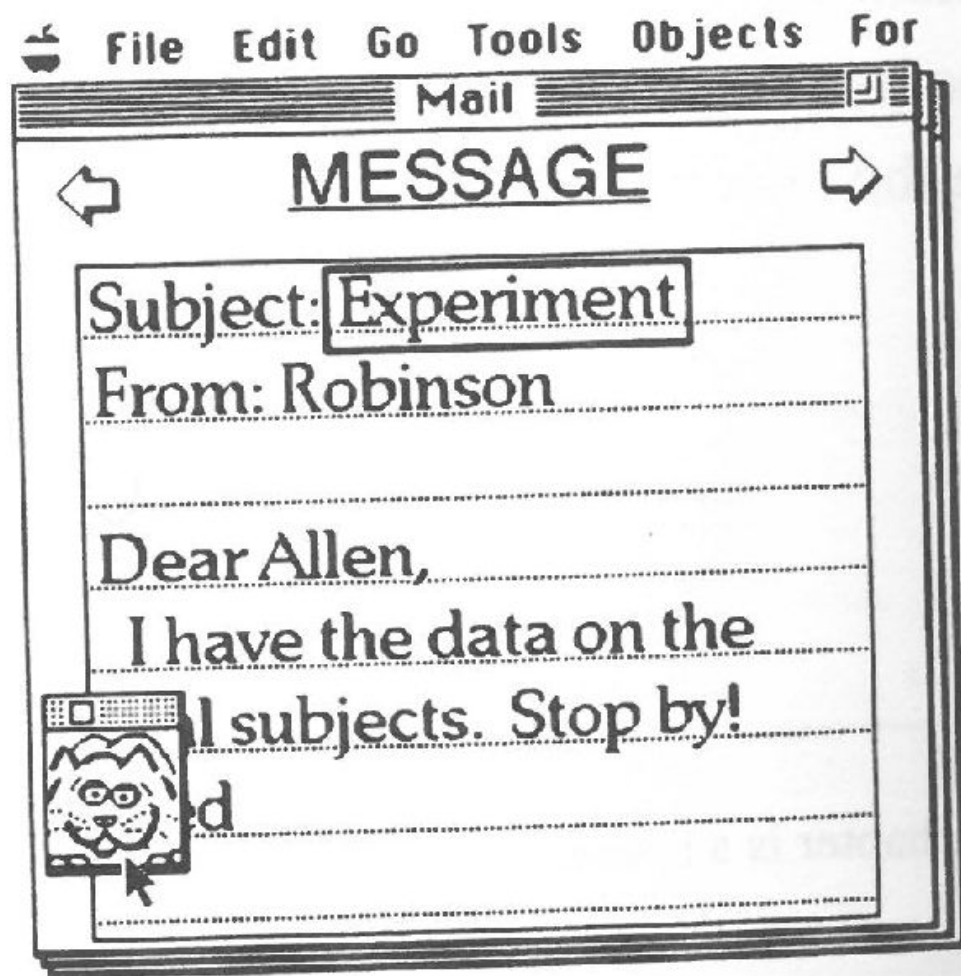 File Edit Go Tools Objects For
Mail
MESSAGE
Subject: Experiment
From: Robinson
Dear Allen,
I have the data on the
l subjects. Stop by!
d